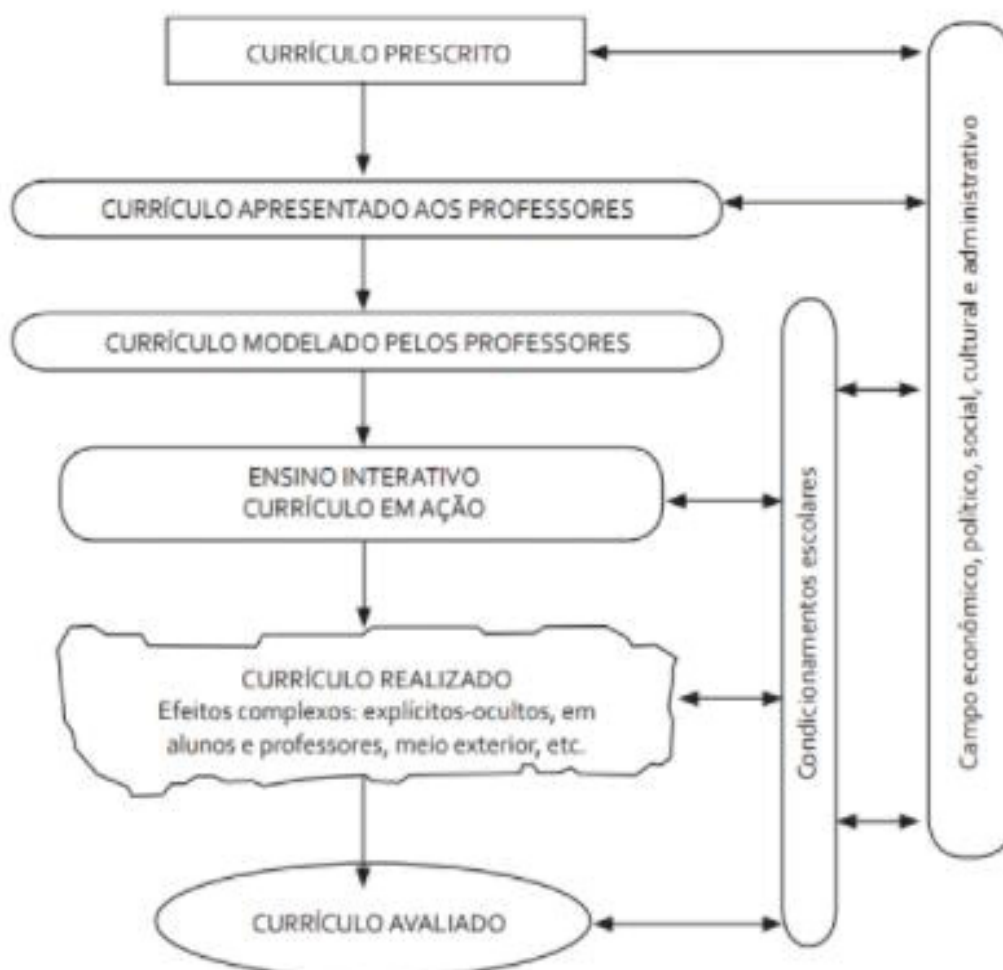 CURRÍCULO PRESCRITO
CURRÍCULO APRESENTADO AOS PROFESSORES
CURRÍCULO MODELADO PELOS PROFESSORES
ENSINO INTERATIVO
CURRÍCULO EM AÇÃO
CURRÍCULO REALIZADO
Efeitos complexos: explícitos-ocultos, em
alunos e professores, meio exterior, etc.
CURRÍCULO AVALIADO
Condicionamentos escolares
Campo econômico, político, social, cultural e administrativo